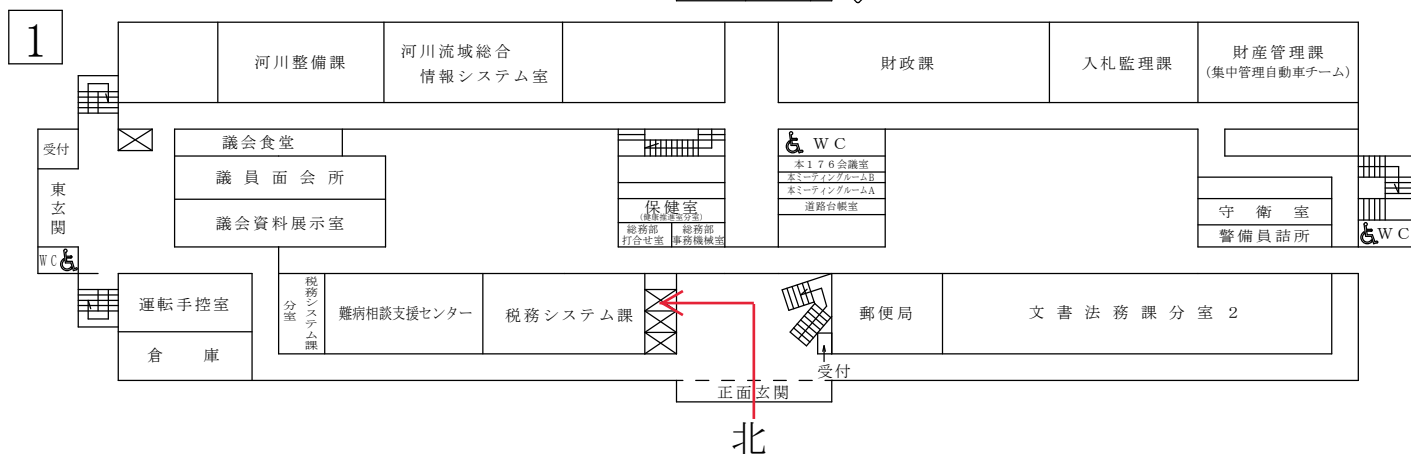 1
河川整備課
河川流域総合
情報システム室
財政課
入札監理課
財産管理課
(集中管理自動車チーム)
受付
東玄関
WC
議会食堂
議員面会所
議会資料展示室
保健室
(健康推進室分室)
総務部
打合せ室
総務部
事務機械室
WC
本176会議室
本ミーティングルームB
本ミーティングルームA
道路台帳室
守衛室
警備員詰所
WC
運転手控室
倉庫
税務システム課
分室
難病相談支援センター
税務システム課
郵便局
文書法務課分室2
受付
正面玄関
北